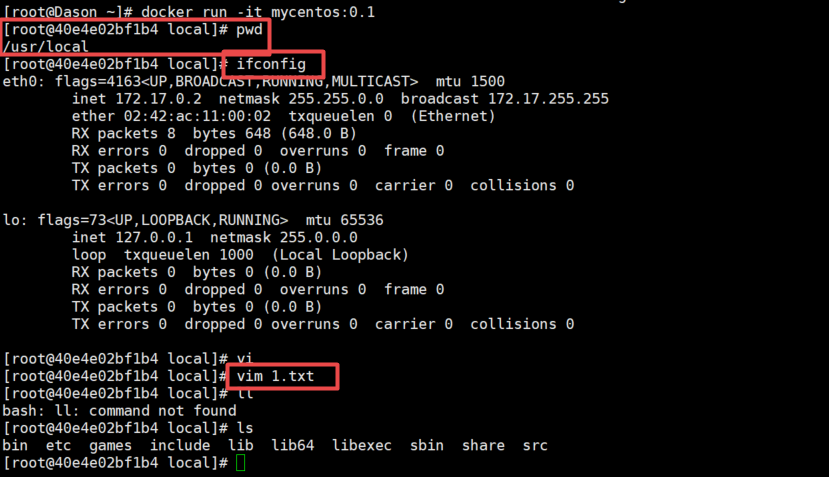 [root@Dason ~]# docker run -it mycentos:0.1
[root@40e4e02bf1b4 local]# pwd
/usr/local
[root@40e4e02bf1b4 local]# ifconfig
eth0: flags=4163<UP,BROADCAST,RUNNING,MULTICAST>  mtu 1500
        inet 172.17.0.2  netmask 255.255.0.0  broadcast 172.17.255.255
        ether 02:42:ac:11:00:02  txqueuelen 0  (Ethernet)
        RX packets 8  bytes 648 (648.0 B)
        RX errors 0  dropped 0  overruns 0  frame 0
        TX packets 0  bytes 0 (0.0 B)
        TX errors 0  dropped 0 overruns 0  carrier 0  collisions 0

lo: flags=73<UP,LOOPBACK,RUNNING>  mtu 65536
        inet 127.0.0.1  netmask 255.0.0.0
        loop  txqueuelen 1000  (Local Loopback)
        RX packets 0  bytes 0 (0.0 B)
        RX errors 0  dropped 0  overruns 0  frame 0
        TX packets 0  bytes 0 (0.0 B)
        TX errors 0  dropped 0 overruns 0  carrier 0  collisions 0

[root@40e4e02bf1b4 local]# vi
[root@40e4e02bf1b4 local]# vim 1.txt
[root@40e4e02bf1b4 local]# ll
bash: ll: command not found
[root@40e4e02bf1b4 local]# ls
bin  etc  games  include  lib  lib64  libexec  sbin  share  src
[root@40e4e02bf1b4 local]#